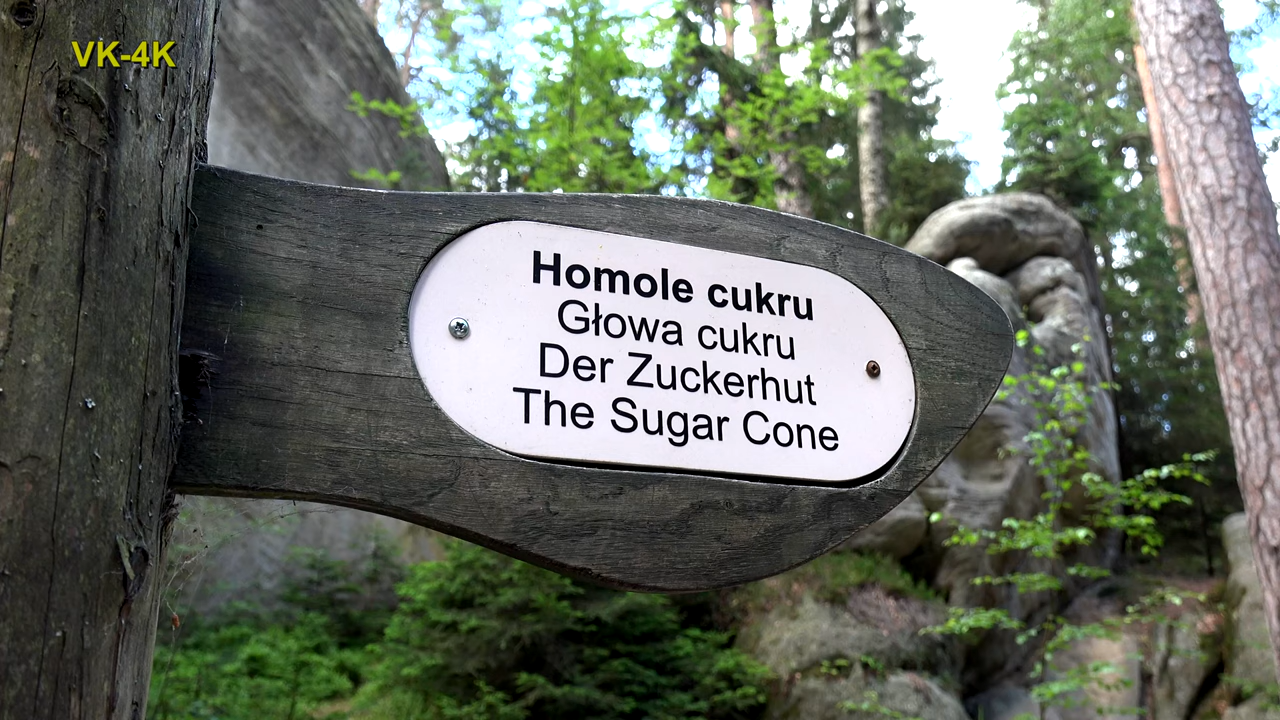 VK-4K
Homole cukru
Głowa cukru
Der Zuckerhut
The Sugar Cone